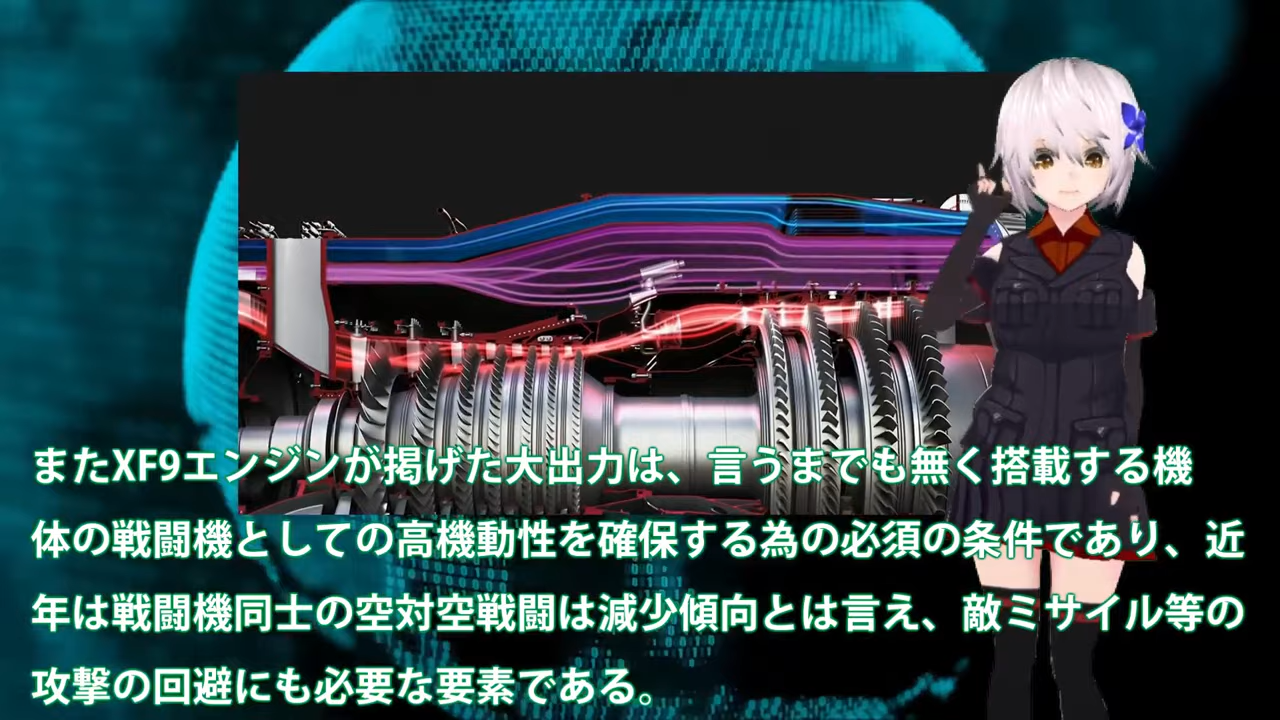 またXF9エンジンが掲げた大出力は、言うまでも無く搭載する機
体の戦闘機としての高機動性を確保する為の必須の条件であり、近
年は戦闘機同士の空対空戦闘は減少傾向とは言え、敵ミサイル等の
攻撃の回避にも必要な要素である。